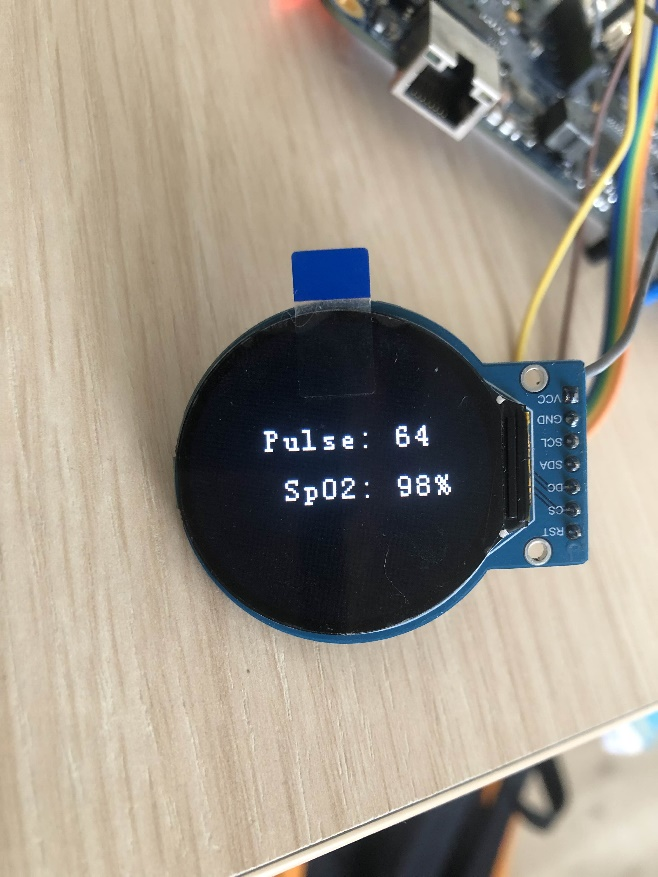 Pulse: 64
SpO2: 98%
VCC
GND
SCL
SDA
DC
CS
RST